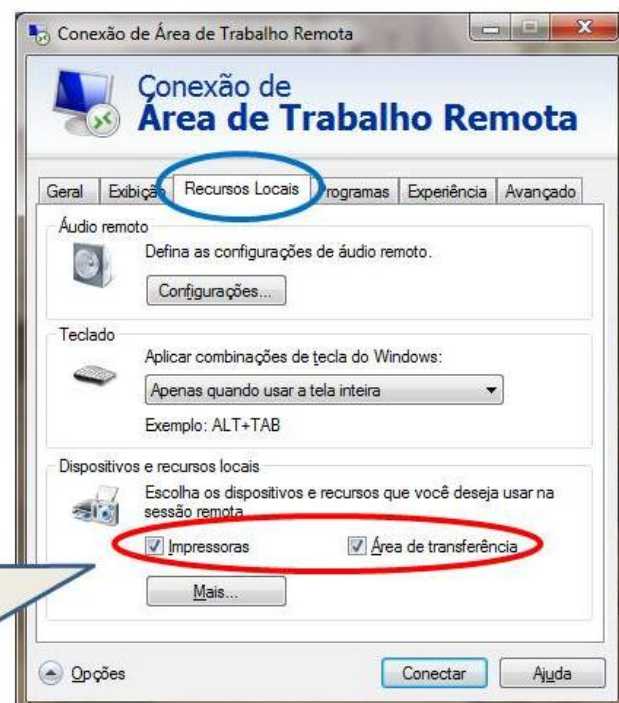 Conexão de Área de Trabalho Remota
Conexão de
Área de Trabalho Remota
Geral Exibição Recursos Locais Programas Experiência Avançado
Áudio remoto
Defina as configurações de áudio remoto.
Configurações...
Teclado
Aplicar combinações de tecla do Windows:
Apenas quando usar a tela inteira
Exemplo: ALT+TAB
Dispositivos e recursos locais
Escolha os dispositivos e recursos que você deseja usar na
sessão remota.
Impressoras Área de transferência
Mais...
Opções Conectar Ajuda